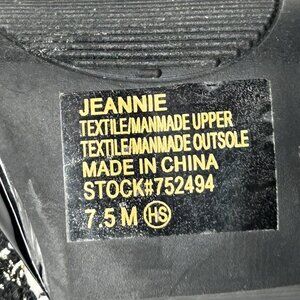 JEANNIE
TEXTILE/MANMADE UPPER
TEXTILE/MANMADE OUTSOLE
MADE IN CHINA
STOCK#752494
7.5 M HS